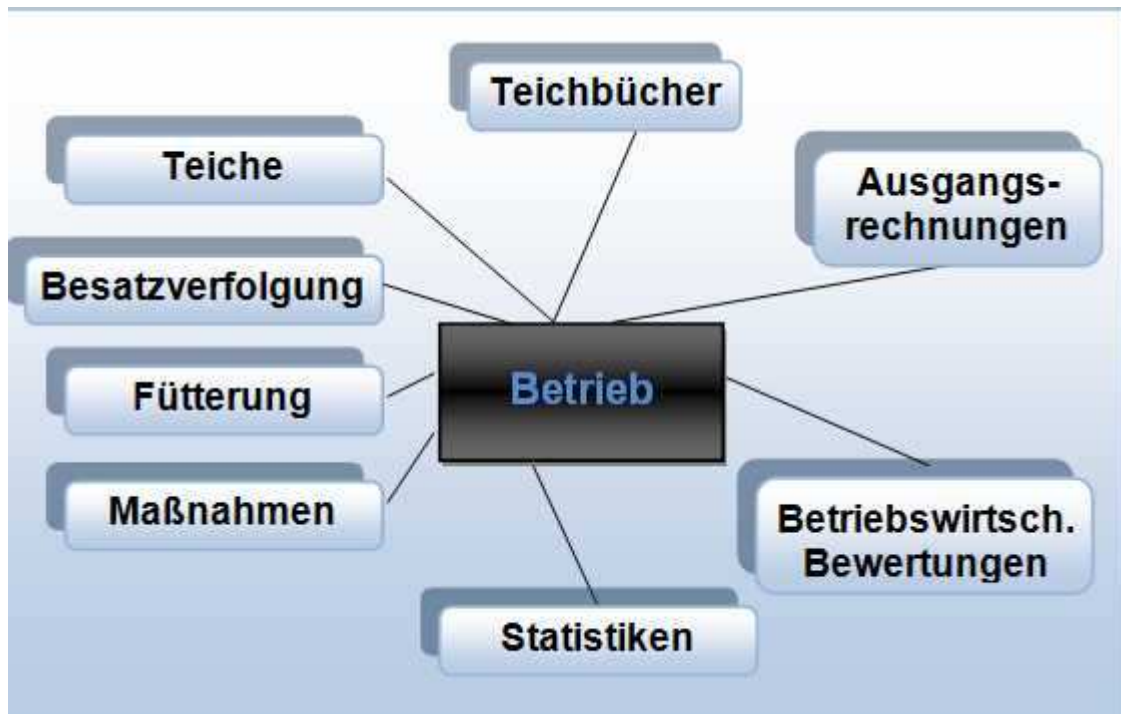 Teichbücher
Teiche
Ausgangs-
rechnungen
Besatzverfolgung
Fütterung
Betrieb
Maßnahmen
Betriebswirtsch.
Bewertungen
Statistiken